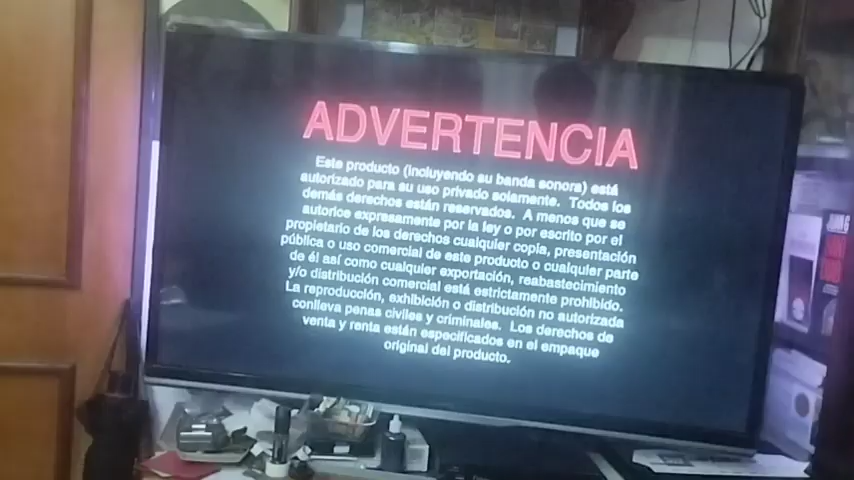 ADVERTENCIA
Este producto (incluyendo su banda sonora) está
autorizado para su uso privado solamente. Todos los
demás derechos están reservados. A menos que se
autorice expresamente por la ley o por escrito por el
propietario de los derechos cualquier copia, presentación
pública o uso comercial de este producto o cualquier parte
de él así como cualquier exportación, reabastecimiento
y/o distribución comercial está estrictamente prohibido.
La reproducción, exhibición o distribución no autorizada
conlleva penas civiles y criminales. Los derechos de
venta y renta están especificados en el empaque
original del producto.